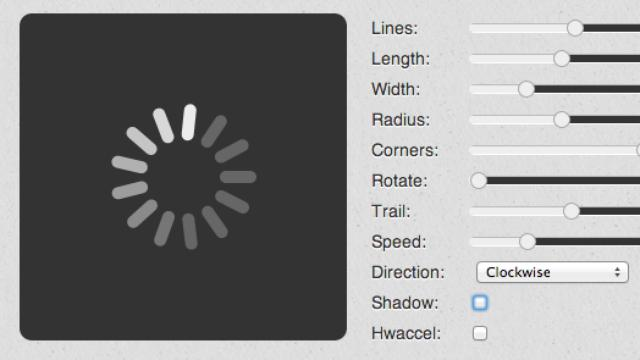 Lines:
Length:
Width:
Radius:
Corners:
Rotate:
Trail:
Speed:
Direction: Clockwise
Shadow:
Hwaccel: